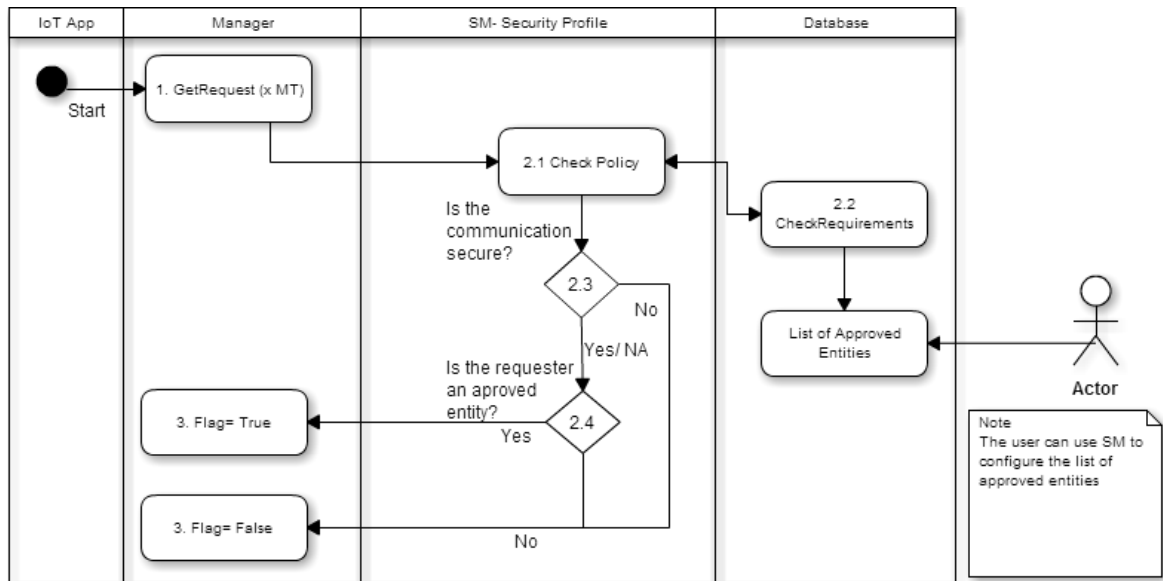 IoT App
Manager
SM- Security Profile
Database
Start
1. GetRequest (x MT)
2.1 Check Policy
2.2
CheckRequirements
Is the
communication
secure?
2.3
No
Yes/ NA
List of Approved
Entities
Actor
Is the requester
an aproved
entity?
2.4
Yes
3. Flag= True
3. Flag= False
No
Note
The user can use SM to
configure the list of
approved entities